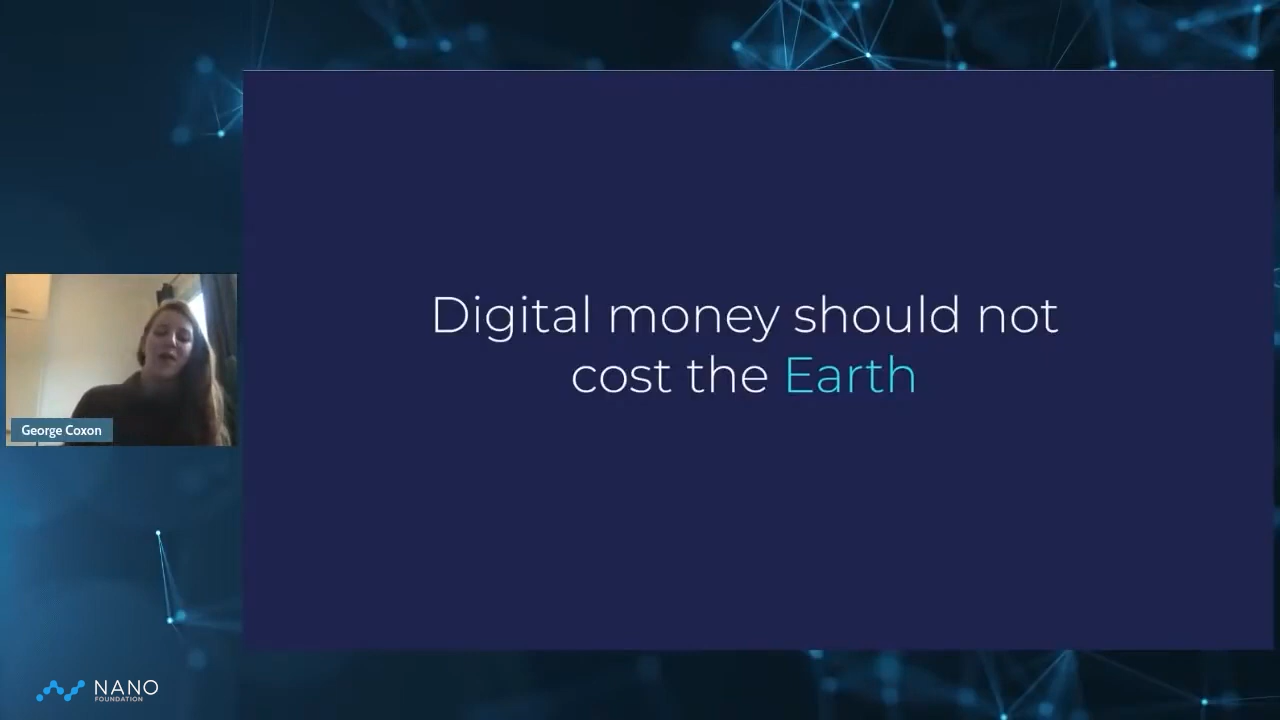 Digital money should not
cost the Earth
George Coxon
NANO
FOUNDATION